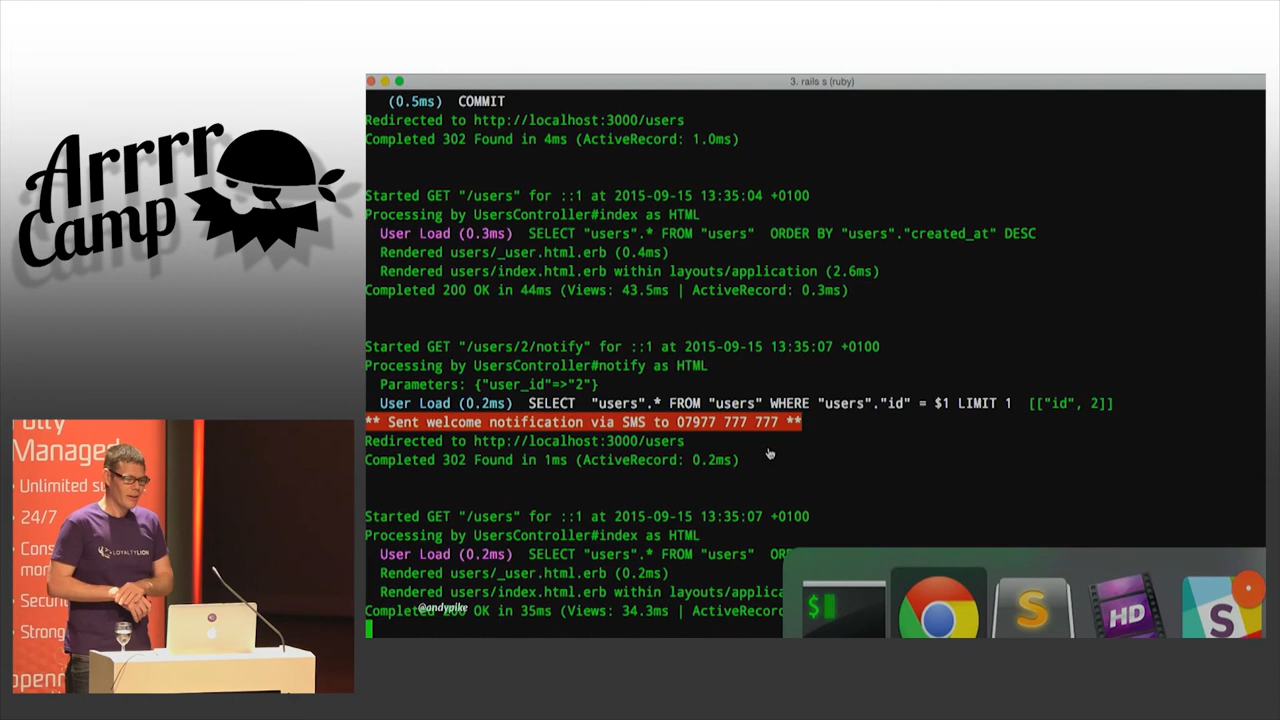 Arrrr
Camp
3. rails s (ruby)
(0.5ms) COMMIT
Redirected to http://localhost:3000/users
Completed 302 Found in 4ms (ActiveRecord: 1.0ms)
Started GET "/users" for ::1 at 2015-09-15 13:35:04 +0100
Processing by UsersController#index as HTML
User Load (0.3ms) SELECT "users".* FROM "users" ORDER BY "users"."created_at" DESC
Rendered users/_user.html.erb (0.4ms)
Rendered users/index.html.erb within layouts/application (2.6ms)
Completed 200 OK in 44ms (Views: 43.5ms | ActiveRecord: 0.3ms)
Started GET "/users/2/notify" for ::1 at 2015-09-15 13:35:07 +0100
Processing by UsersController#notify as HTML
Parameters: {"user_id"=>"2"}
User Load (0.2ms) SELECT "users".* FROM "users" WHERE "users"."id" = $1 LIMIT 1 [["id", 2]]
** Sent welcome notification via SMS to 07977 777 777 **
Redirected to http://localhost:3000/users
Completed 302 Found in 1ms (ActiveRecord: 0.2ms)
Started GET "/users" for ::1 at 2015-09-15 13:35:07 +0100
Processing by UsersController#index as HTML
User Load (0.2ms) SELECT "users".* FROM "users"
Rendered users/_user.html.erb (0.2ms)
Rendered users/index.html.erb within
Completed 200 OK in 35ms (Views: 34.3ms |
@andypike
$
S
HD
S
Managed
Unlimited
24/7
LOYALTYLION